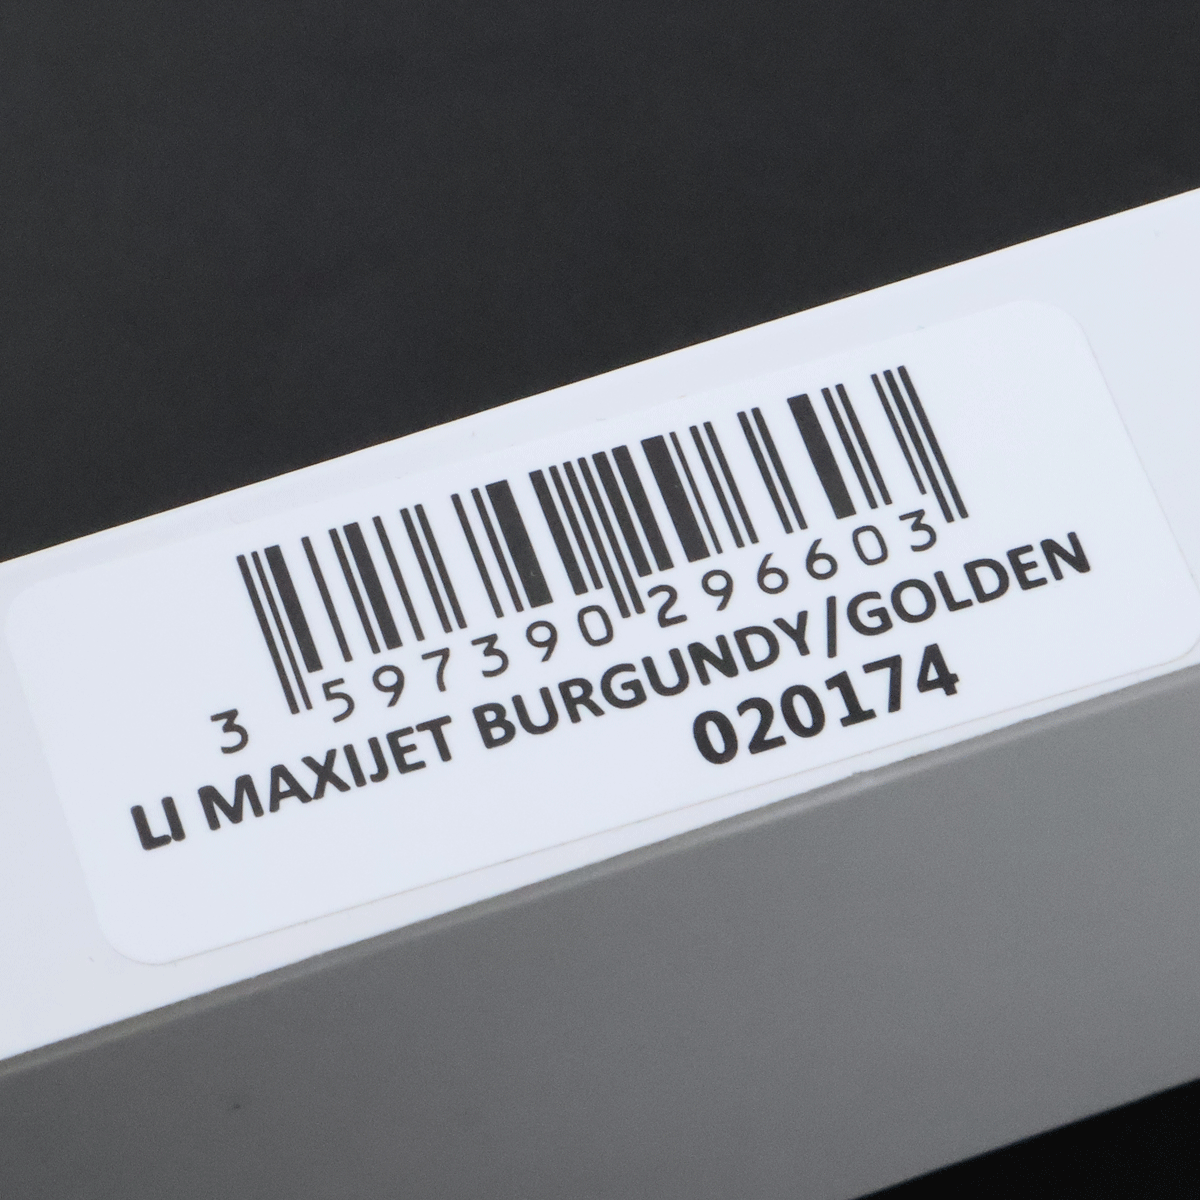 3 597390 296603
LI MAXIJET BURGUNDY/GOLDEN
020174